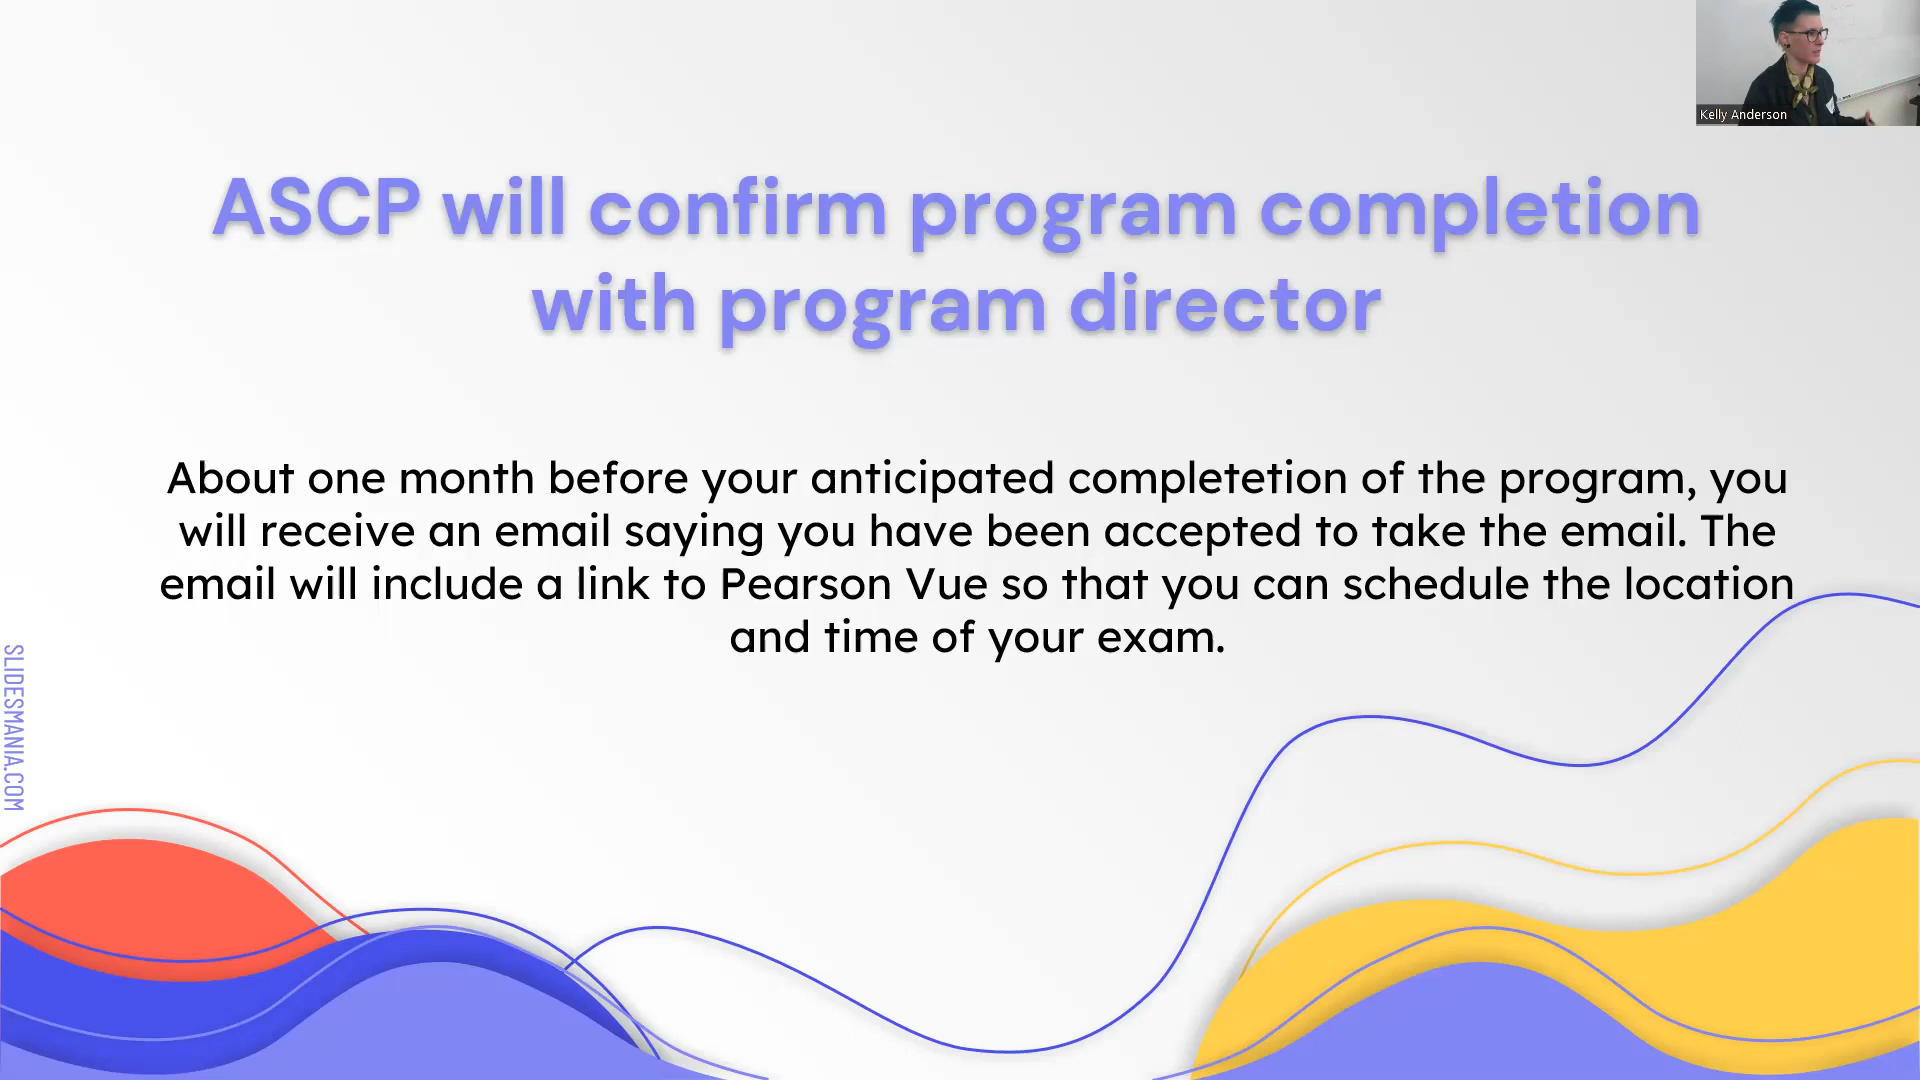 Kelly Anderson
ASCP will confirm program completion
with program director
About one month before your anticipated completetion of the program, you
will receive an email saying you have been accepted to take the email. The
email will include a link to Pearson Vue so that you can schedule the location
and time of your exam.
SLIDESMANIA.COM